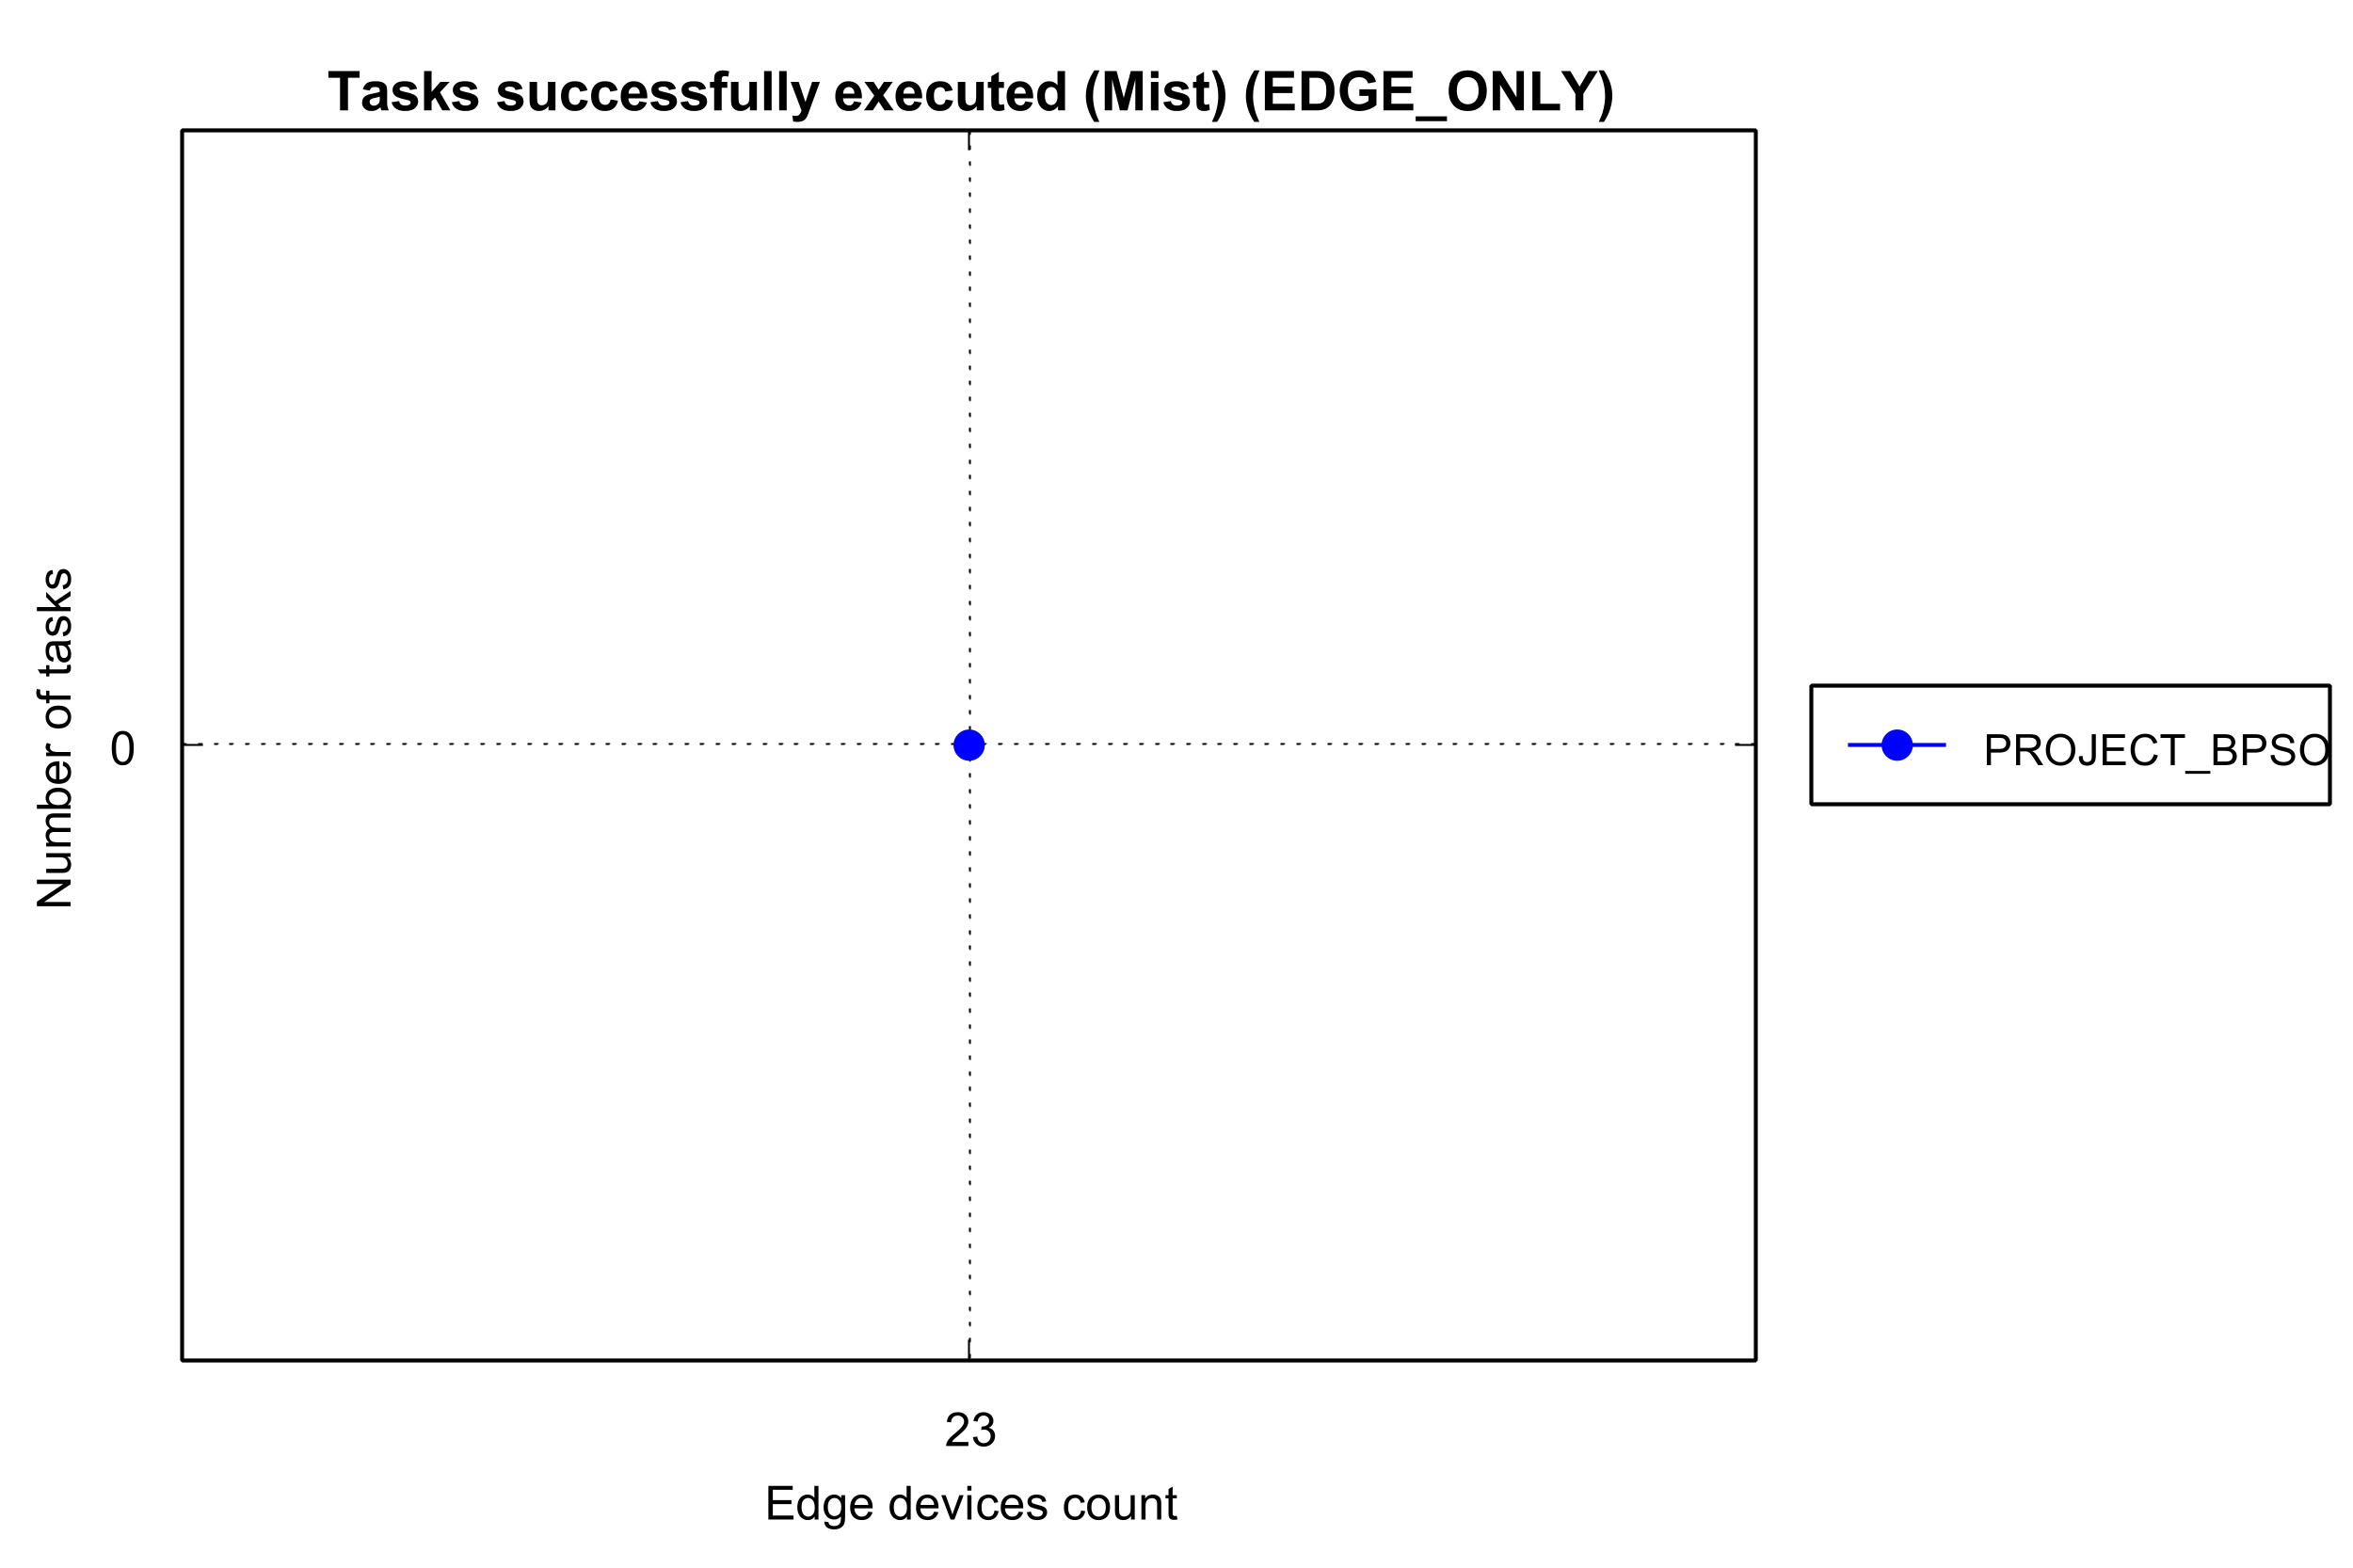 Tasks successfully executed (Mist) (EDGE_ONLY)
Number of tasks
0
PROJECT_BPSO
23
Edge devices count